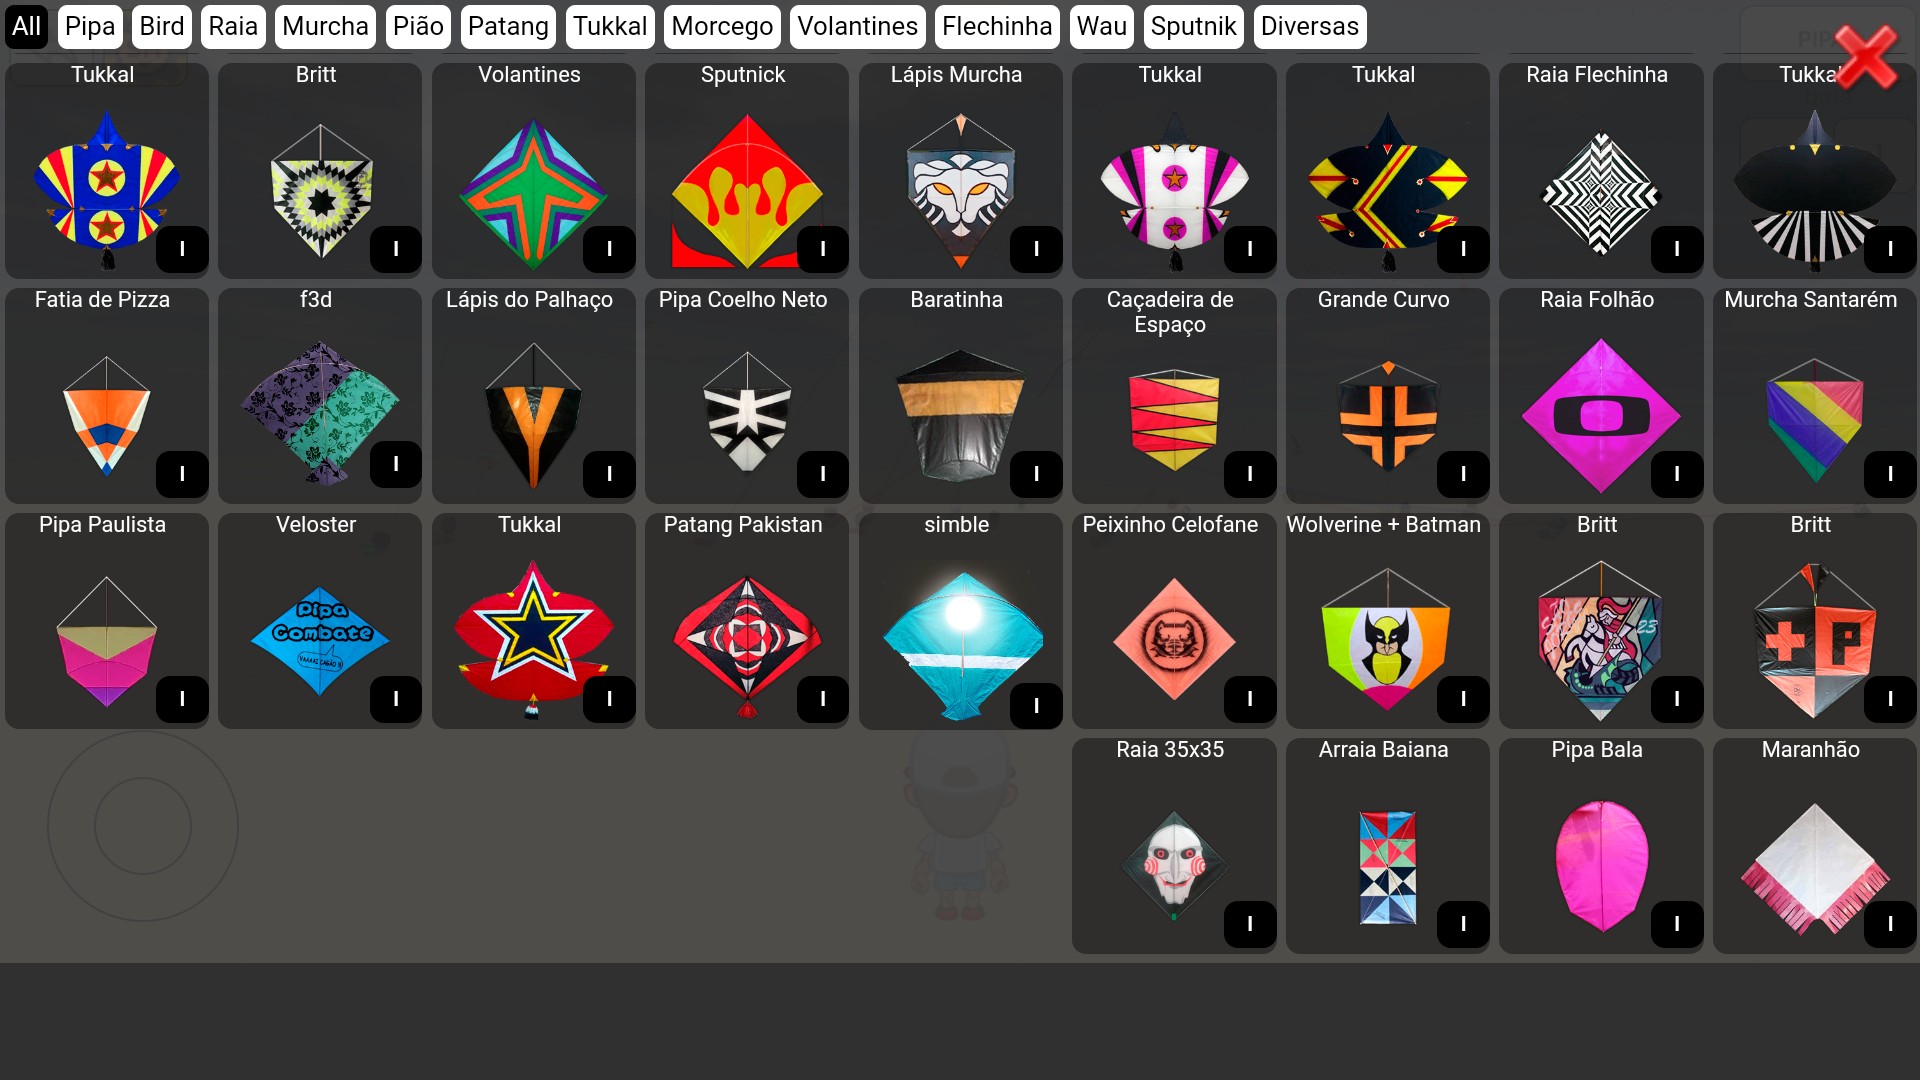 All Pipa Bird Raia Murcha Pião Patang Tukkal Morcego Volantines Flechinha Wau Sputnik Diversas
Tukkal Britt Volantines Sputnick Lápis Murcha Tukkal Tukkal Raia Flechinha Tukkal
I I I I I I I I I
Fatia de Pizza f3d Lápis do Palhaço Pipa Coelho Neto Baratinha Caçadeira de Grande Curvo Raia Folhão Murcha Santarém
Espaço
I I I I I I I I I
Pipa Paulista Veloster Tukkal Patang Pakistan simble Peixinho Celofane Wolverine + Batman Britt Britt
Pipa
Combate
23
P
I I I I I I I I I
Raia 35x35 Arraia Baiana Pipa Bala Maranhão
I I I I